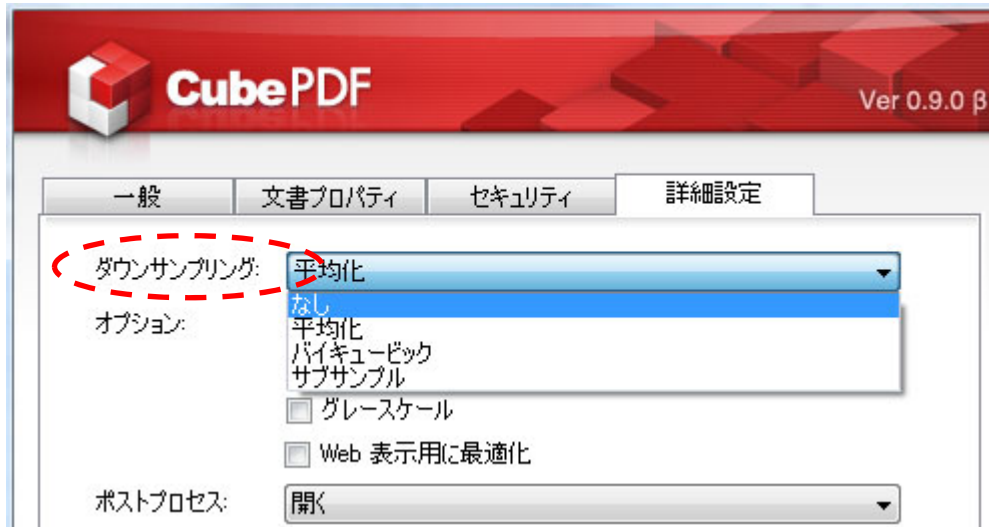 CubePDF
Ver 0.9.0 β
一般 文書プロパティ セキュリティ 詳細設定
ダウンサンプリング: 平均化
なし
オプション: 平均化
バイキュービック
サブサンプル
グレースケール
Web 表示用に最適化
ポストプロセス: 開く